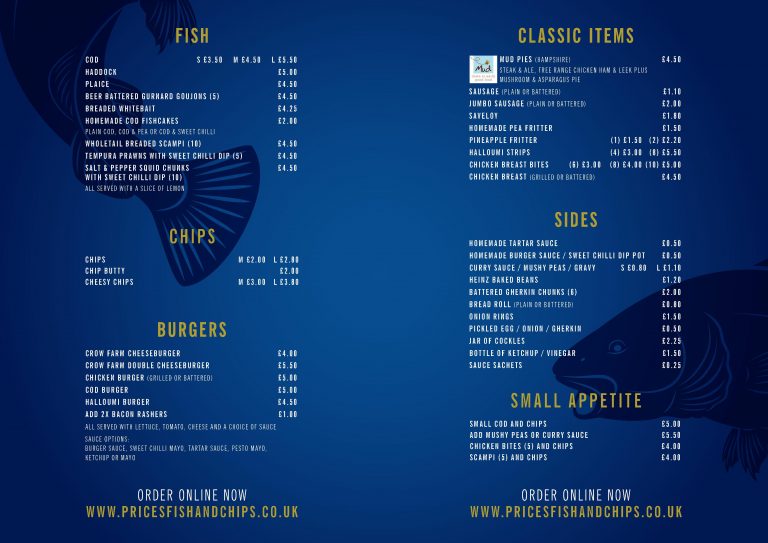 FISH
COD S £3.50 M £4.50 L £5.50
HADDOCK £5.00
PLAICE £4.50
BEER BATTERED GURNARD GOUJONS (5) £4.50
BREADED WHITEBAIT £4.25
HOMEMADE COD FISHCAKES £2.00
PLAIN COD, COD & PEA OR COD & SWEET CHILLI
WHOLETAIL BREADED SCAMPI (10) £4.50
TEMPURA PRAWNS WITH SWEET CHILLI DIP (5) £4.50
SALT & PEPPER SQUID CHUNKS £4.50
WITH SWEET CHILLI DIP (10)
ALL SERVED WITH A SLICE OF LEMON
CHIPS
CHIPS M £2.00 L £2.80
CHIP BUTTY £2.00
CHEESY CHIPS M £3.00 L £3.80
BURGERS
CROW FARM CHEESEBURGER £4.00
CROW FARM DOUBLE CHEESEBURGER £5.50
CHICKEN BURGER (GRILLED OR BATTERED) £5.00
COD BURGER £5.00
HALLOUMI BURGER £4.50
ADD 2X BACON RASHERS £1.00
ALL SERVED WITH LETTUCE, TOMATO, CHEESE AND A CHOICE OF SAUCE
SAUCE OPTIONS:
BURGER SAUCE, SWEET CHILLI MAYO, TARTAR SAUCE, PESTO MAYO,
KETCHUP OR MAYO
ORDER ONLINE NOW
WWW.PRICESFISHANDCHIPS.CO.UK
CLASSIC ITEMS
Mud
MUD PIES (HAMPSHIRE) £4.50
STEAK & ALE, FREE RANGE CHICKEN HAM & LEEK PLUS
MUSHROOM & ASPARAGUS PIE
SAUSAGE (PLAIN OR BATTERED) £1.10
JUMBO SAUSAGE (PLAIN OR BATTERED) £2.00
SAVELOY £1.80
HOMEMADE PEA FRITTER £1.50
PINEAPPLE FRITTER (1) £1.50 (2) £2.20
HALLOUMI STRIPS (4) £3.00 (8) £5.50
CHICKEN BREAST BITES (6) £3.00 (8) £4.00 (10) £5.00
CHICKEN BREAST (GRILLED OR BATTERED) £4.50
SIDES
HOMEMADE TARTAR SAUCE £0.50
HOMEMADE BURGER SAUCE / SWEET CHILLI DIP POT £0.50
CURRY SAUCE / MUSHY PEAS / GRAVY S £0.80 L £1.10
HEINZ BAKED BEANS £1.20
BATTERED GHERKIN CHUNKS (6) £2.00
BREAD ROLL (PLAIN OR BUTTERED) £0.80
ONION RINGS £1.50
PICKLED EGG / ONION / GHERKIN £0.50
JAR OF COCKLES £2.25
BOTTLE OF KETCHUP / VINEGAR £1.50
SAUCE SACHETS £0.25
SMALL APPETITE
SMALL COD AND CHIPS £5.00
ADD MUSHY PEAS OR CURRY SAUCE £5.50
CHICKEN BITES (5) AND CHIPS £4.00
SCAMPI (5) AND CHIPS £4.00
ORDER ONLINE NOW
WWW.PRICESFISHANDCHIPS.CO.UK